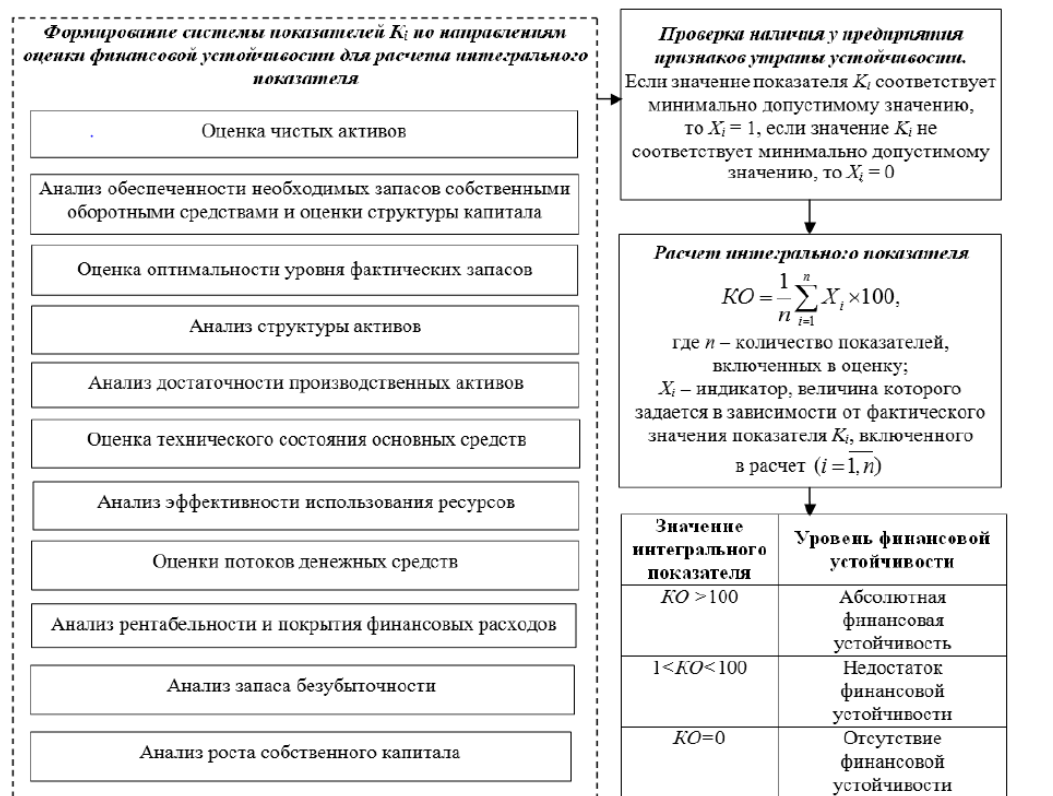 Формирование системы показателей Ki по направлениям
оценки финансовой устойчивости для расчета интегрального
показателя
Оценка чистых активов
Анализ обеспеченности необходимых запасов собственными
оборотными средствами и оценки структуры капитала
Оценка оптимальности уровня фактических запасов
Анализ структуры активов
Анализ достаточности производственных активов
Оценка технического состояния основных средств
Анализ эффективности использования ресурсов
Оценки потоков денежных средств
Анализ рентабельности и покрытия финансовых расходов
Анализ запаса безубыточности
Анализ роста собственного капитала
Проверка наличия у предприятия
признаков утраты устойчивости.
Если значение показателя Ki соответствует
минимально допустимому значению,
то Xi = 1, если значение Ki не
соответствует минимально допустимому
значению, то Xi = 0
Расчет интегрального показателя
KO = 1/n ∑ⁿᵢ₌₁ Xi ×100,
где n – количество показателей,
включенных в оценку;
Xi – индикатор, величина которого
задается в зависимости от фактического
значения показателя Ki, включенного
в расчет (i = 1,n)
Значение
интегрального
показателя
Уровень финансовой
устойчивости
KO >100
Абсолютная
финансовая
устойчивость
1<KO<100
Недостаток
финансовой
устойчивости
KO=0
Отсутствие
финансовой
устойчивости